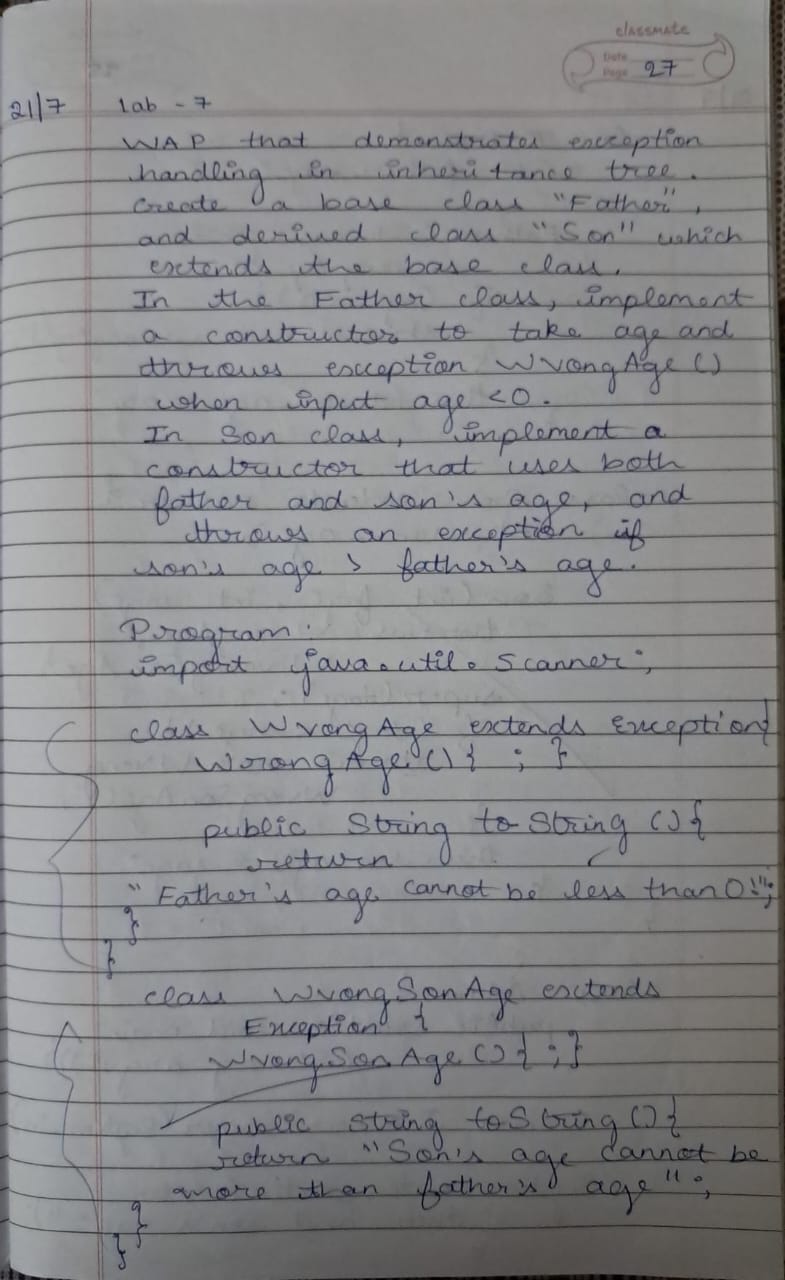 classmate
Date
Page 27
21/7 Lab - 7
WAP that demonstrates exception
handling in inheritance tree.
Create a base class "Father",
and derived class "Son" which
extends the base class.
In the Father class, implement
a constructor to take age and
throws exception WrongAge ()
when input age <0.
In Son class, implement a
constructor that uses both
father and son's age, and
throws an exception if
son's age > father's age.
Program:
import java.util.Scanner;
class WrongAge extends Exception{
WrongAge () { ; }
public String toString () {
return
"Father's age cannot be less than 0!";
}
}
class WrongSonAge extends
Exception {
WrongSonAge () { ; }
public String toString () {
return "Son's age cannot be
more than father's age";
}
}